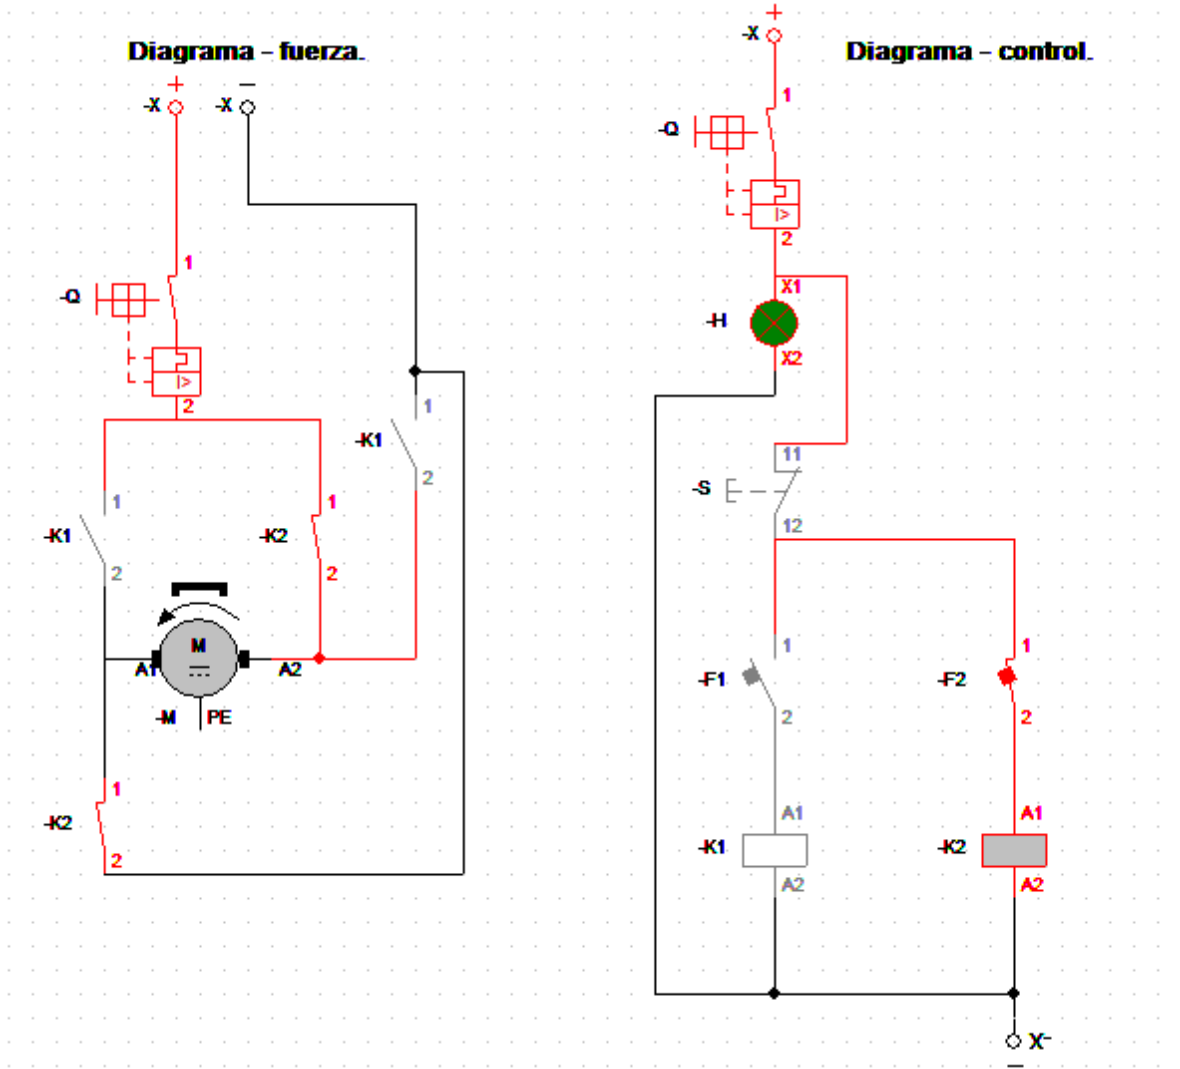 Diagrama - fuerza.
+ −
-X -X
1
-Q
I>
2
1
-K1
2
1
-K1
2
1
-K2
2
M
A1 A2
-M PE
1
-K2
2
+
-X
Diagrama - control.
1
-Q
I>
2
X1
-H
X2
11
-S
12
1
-F1
2
1
-F2
2
A1
-K1
A2
A1
-K2
A2
X-
−